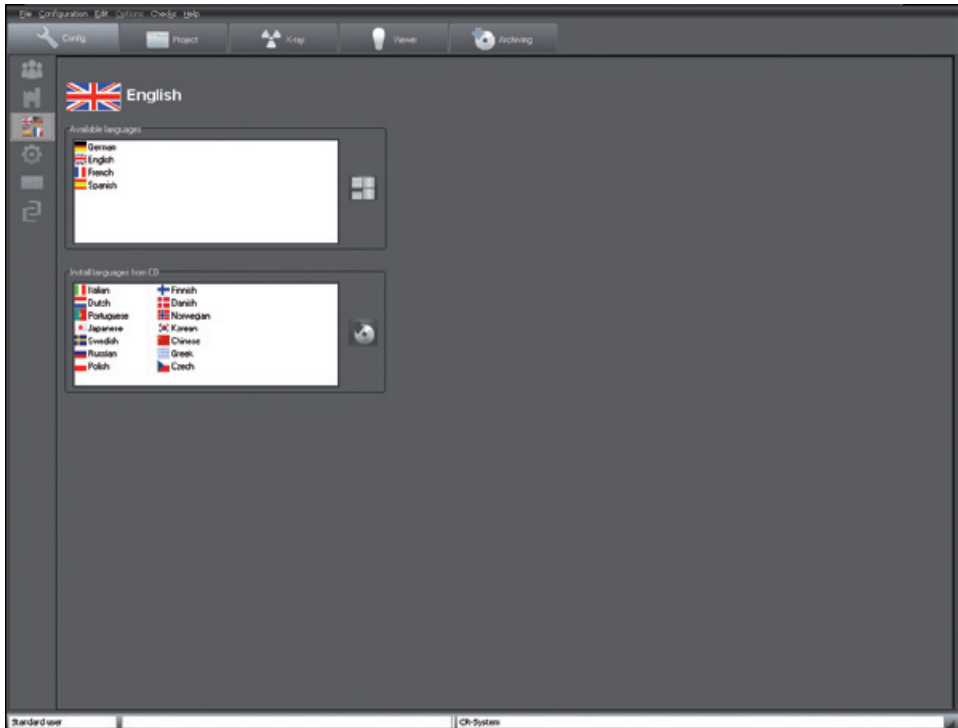 File Configuration Edit Options Checks Help
Config. Project X-ray Viewer Archiving
English
Available languages
German
English
French
Spanish
Install languages from CD
Italian Finnish
Dutch Danish
Portuguese Norwegian
Japanese Korean
Swedish Chinese
Russian Greek
Polish Czech
Standard user CR-System